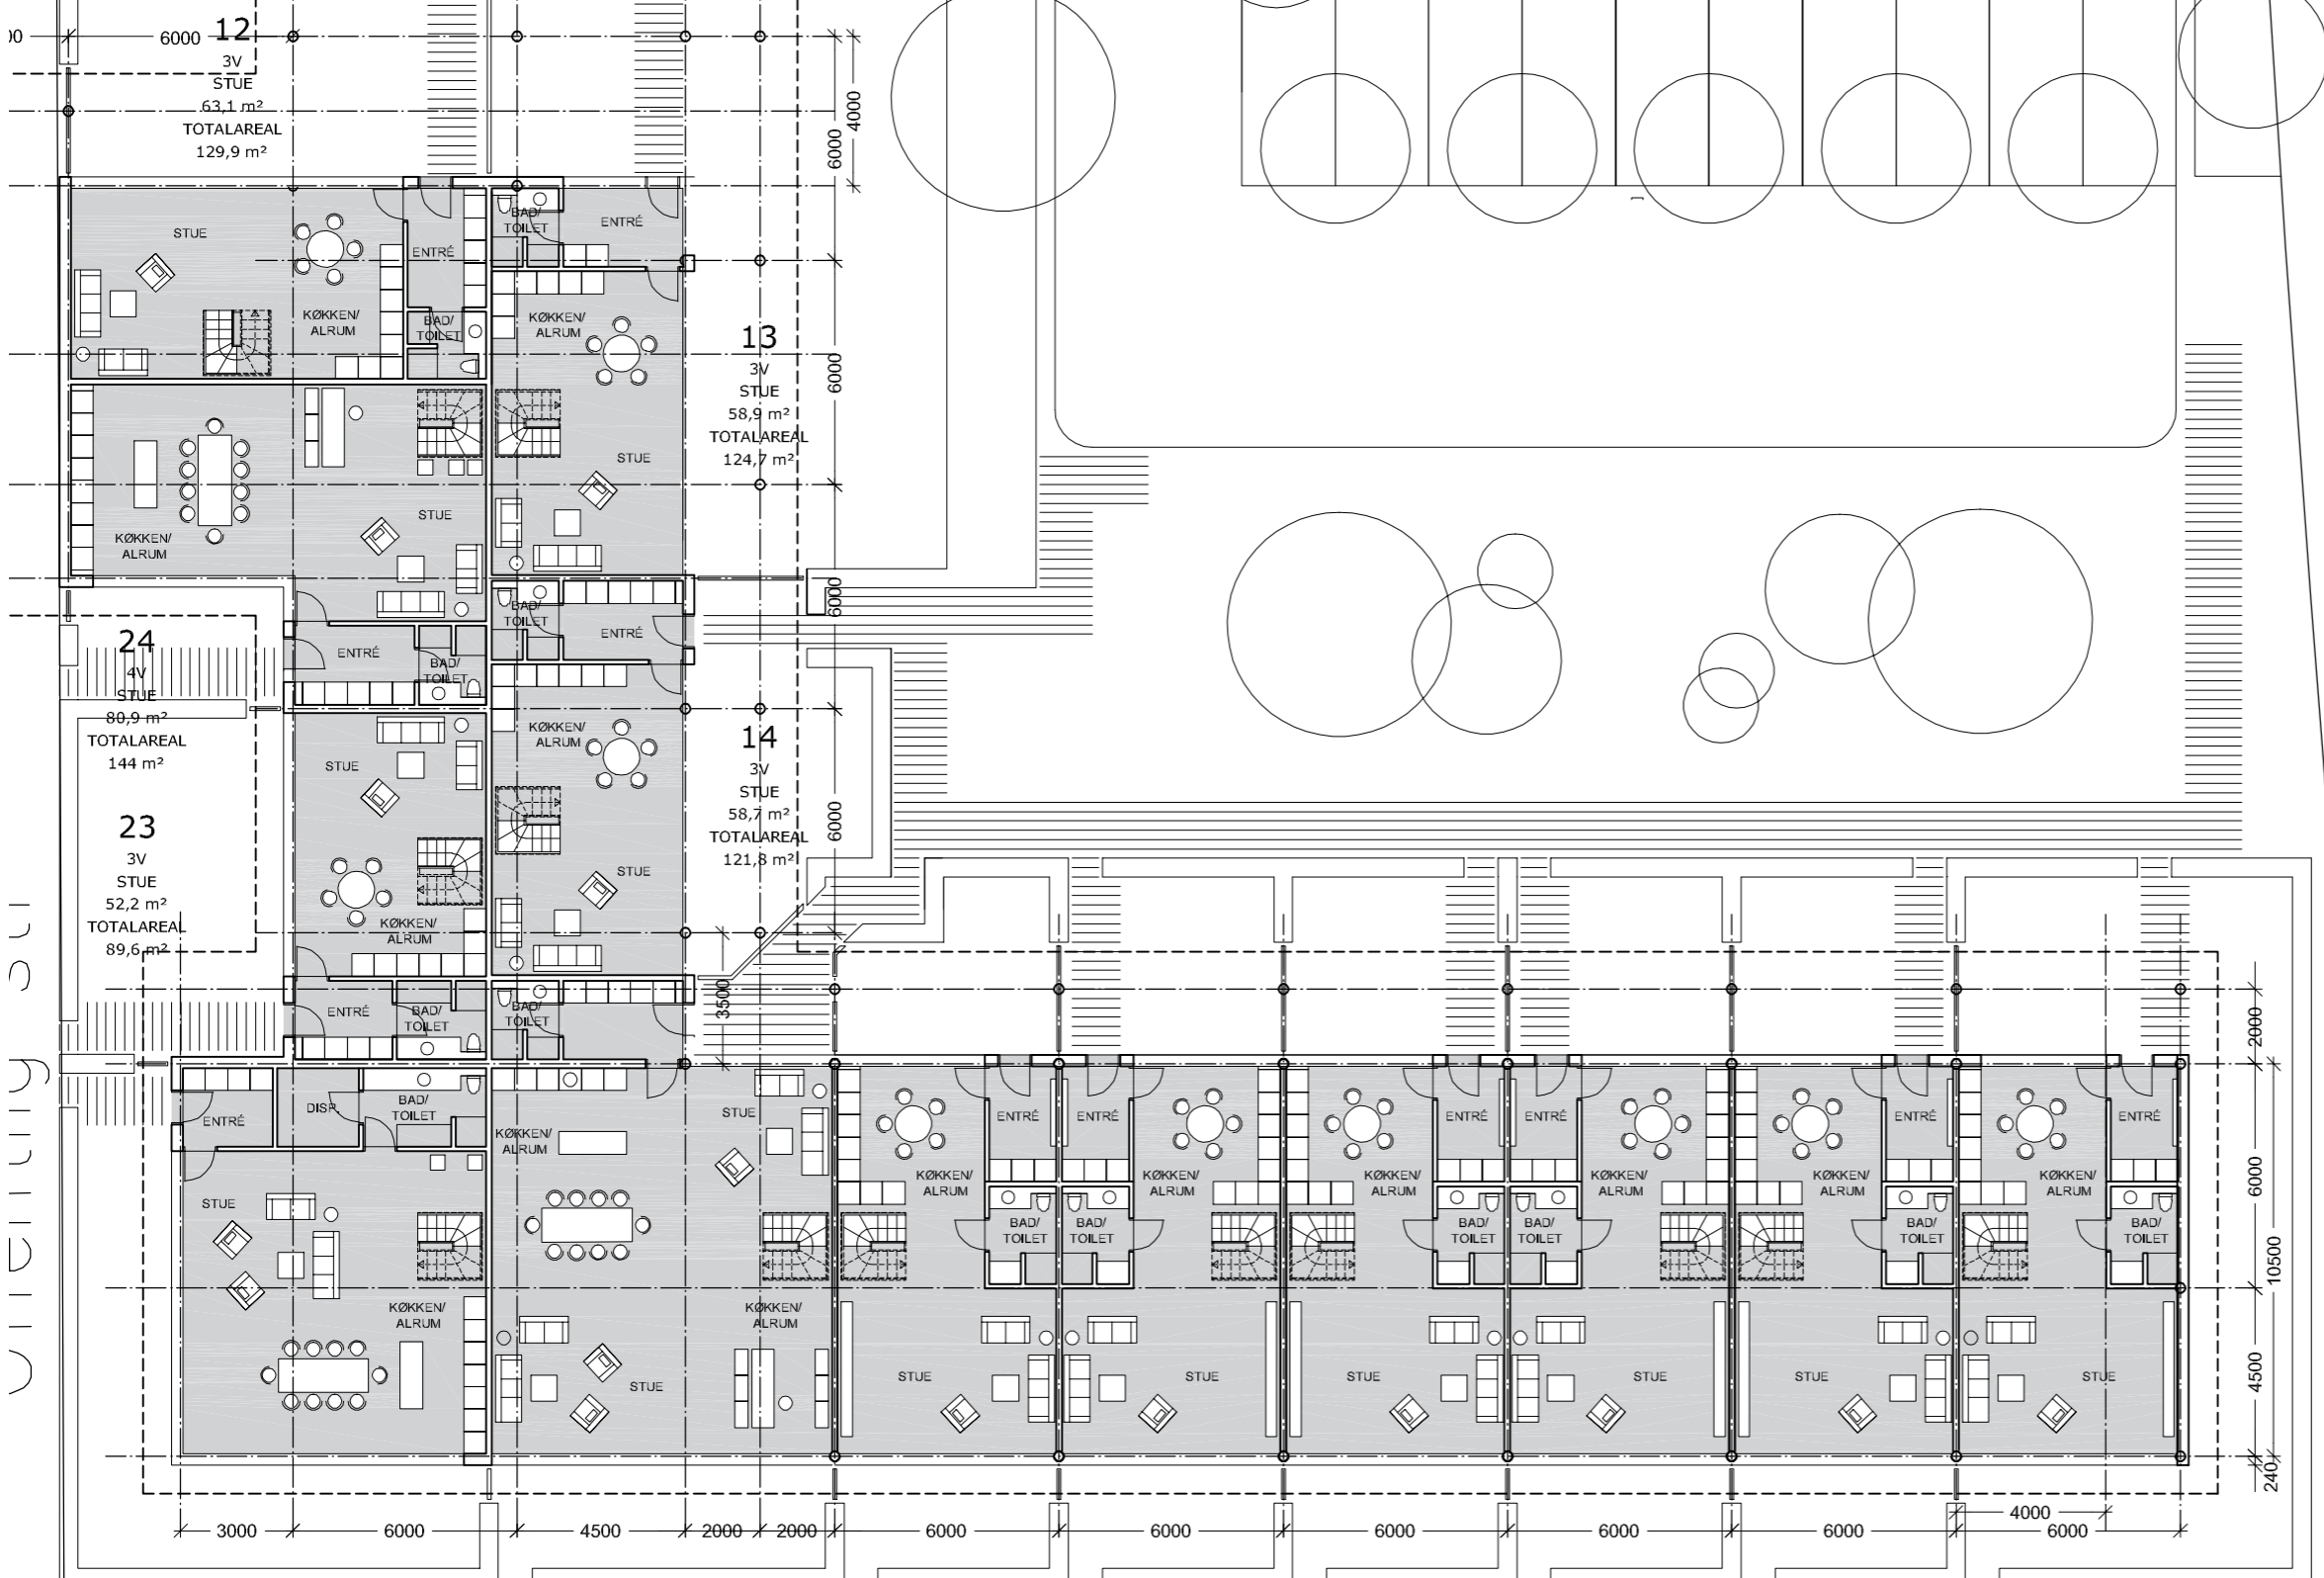 00
6000
12
3V
STUE
63,1 m²
TOTALAREAL
129,9 m²
4000
6000
STUE
ENTRÉ
KØKKEN/
ALRUM
BAD/
TOILET
BAD/
TOILET
ENTRÉ
KØKKEN/
ALRUM
STUE
13
3V
STUE
58,9 m²
TOTALAREAL
124,7 m²
6000
KØKKEN/
ALRUM
STUE
6000
BAD/
TOILET
ENTRÉ
24
4V
STUE
80,9 m²
TOTALAREAL
144 m²
ENTRÉ
BAD/
TOILET
KØKKEN/
ALRUM
STUE
14
3V
STUE
58,7 m²
TOTALAREAL
121,8 m²
6000
23
3V
STUE
52,2 m²
TOTALAREAL
89,6 m²
STUE
KØKKEN/
ALRUM
ENTRÉ
BAD/
TOILET
BAD/
TOILET
3500
2000
ENTRÉ
DISP.
BAD/
TOILET
STUE
KØKKEN/
ALRUM
KØKKEN/
ALRUM
STUE
KØKKEN/
ALRUM
STUE
ENTRÉ
ENTRÉ
ENTRÉ
ENTRÉ
ENTRÉ
ENTRÉ
KØKKEN/
ALRUM
KØKKEN/
ALRUM
KØKKEN/
ALRUM
KØKKEN/
ALRUM
KØKKEN/
ALRUM
KØKKEN/
ALRUM
BAD/
TOILET
BAD/
TOILET
BAD/
TOILET
BAD/
TOILET
BAD/
TOILET
BAD/
TOILET
STUE
STUE
STUE
STUE
STUE
STUE
6000
10500
4500
240
4000
3000
6000
4500
2000
2000
6000
6000
6000
6000
6000
6000